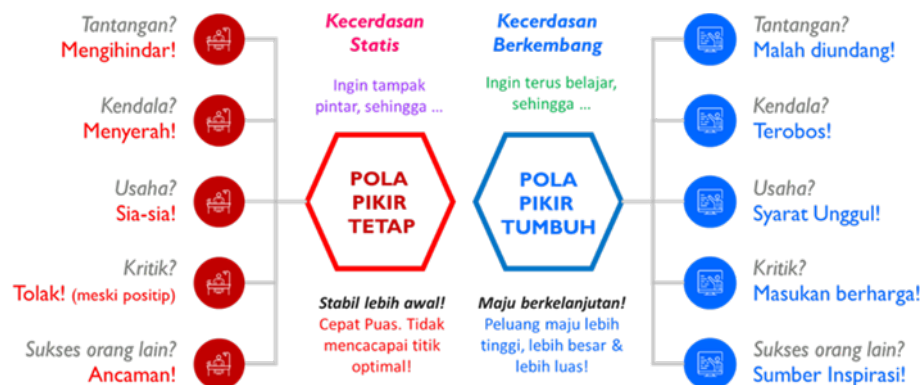 Tantangan?
Mengihindar!
Kendala?
Menyerah!
Usaha?
Sia-sia!
Kritik?
Tolak! (meski positip)
Sukses orang lain?
Ancaman!
Kecerdasan
Statis
Ingin tampak
pintar, sehingga ...
POLA
PIKIR
TETAP
Stabil lebih awal!
Cepat Puas. Tidak
mencacapai titik
optimal!
Kecerdasan
Berkembang
Ingin terus belajar,
sehingga ...
POLA
PIKIR
TUMBUH
Maju berkelanjutan!
Peluang maju lebih
tinggi, lebih besar &
lebih luas!
Tantangan?
Malah diundang!
Kendala?
Terobos!
Usaha?
Syarat Unggul!
Kritik?
Masukan berharga!
Sukses orang lain?
Sumber Inspirasi!